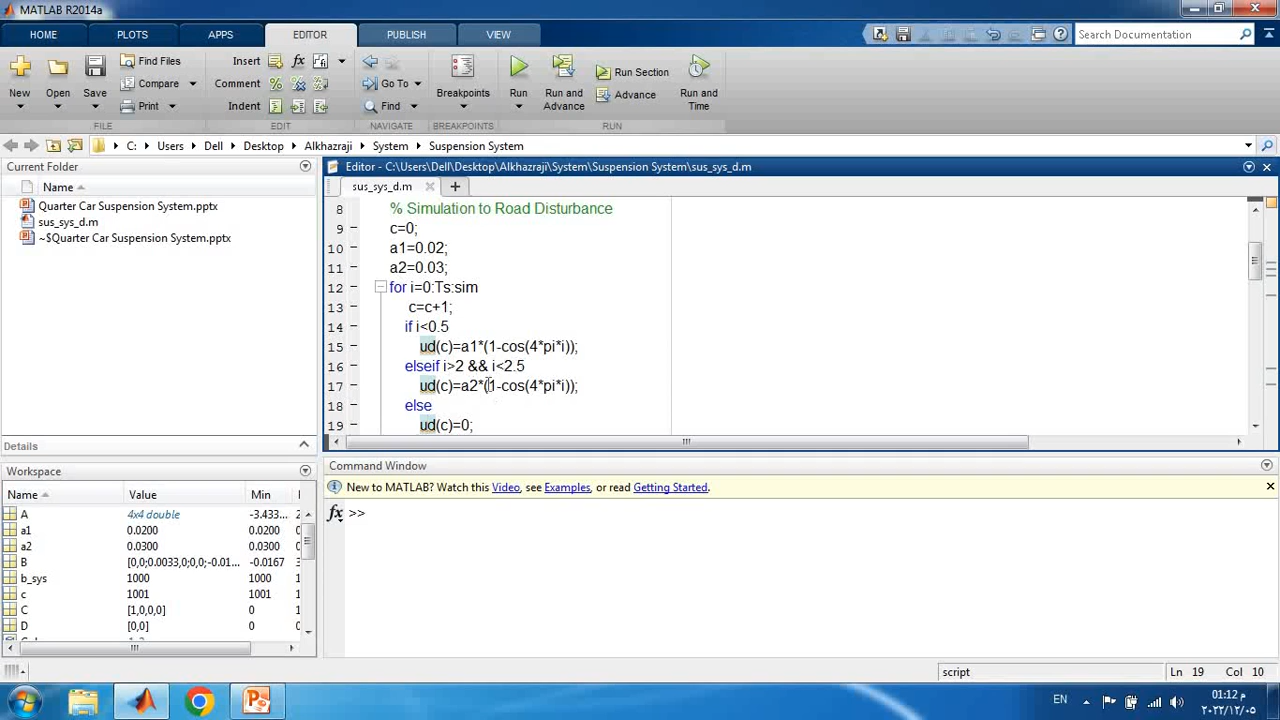 MATLAB R2014a
HOME PLOTS APPS EDITOR PUBLISH VIEW
Search Documentation
New Open Save Find Files Compare Print
Insert Comment Indent
Go To Find
Breakpoints
Run Run and Advance Run Section Advance Run and Time
FILE EDIT NAVIGATE BREAKPOINTS RUN
C: Users Dell Desktop Alkhazraji System Suspension System
Current Folder
Name
Quarter Car Suspension System.pptx
sus_sys_d.m
~$Quarter Car Suspension System.pptx
Details
Editor - C:\Users\Dell\Desktop\Alkhazraji\System\Suspension System\sus_sys_d.m
sus_sys_d.m
8 % Simulation to Road Disturbance
9 c=0;
10 a1=0.02;
11 a2=0.03;
12 for i=0:Ts:sim
13 c=c+1;
14 if i<0.5
15 ud(c)=a1*(1-cos(4*pi*i));
16 elseif i>2 && i<2.5
17 ud(c)=a2*(1-cos(4*pi*i));
18 else
19 ud(c)=0;
Workspace
Name Value Min
A 4x4 double -3.433...
a1 0.0200 0.0200
a2 0.0300 0.0300
B [0,0;0.0033,0;0,0;-0.01... -0.0167
b_sys 1000 1000
c 1001 1001
C [1,0,0,0] 0
D [0,0] 0
Command Window
New to MATLAB? Watch this Video, see Examples, or read Getting Started.
fx >>
script Ln 19 Col 10
EN
01:12 م
٢٠٢٢/١٢/٠٥